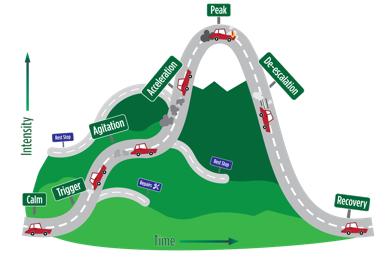 Peak
Acceleration
De-escalation
Intensity
Rest Stop
Agitation
Rest Stop
Trigger
Repairs
Calm
Recovery
Time